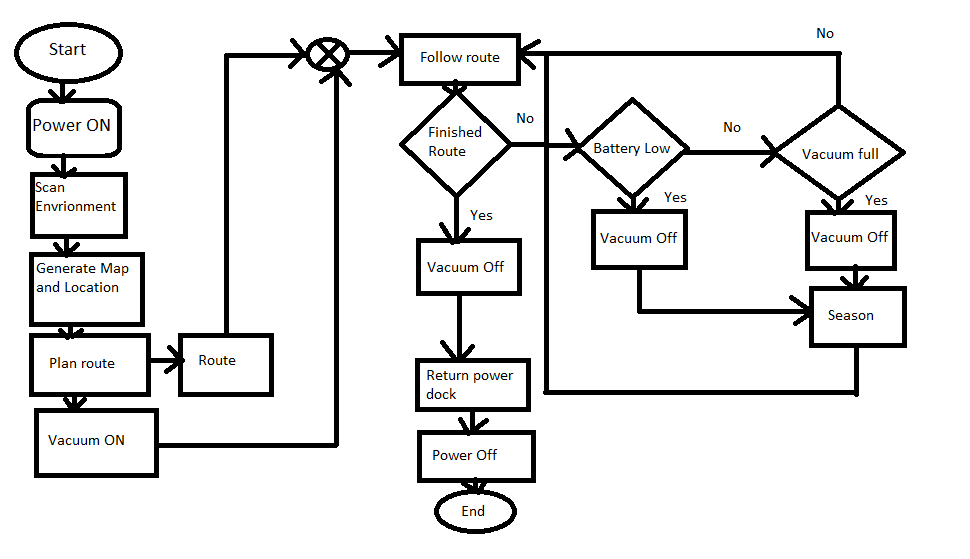 Start
Power ON
Scan
Envrionment
Generate Map
and Location
Plan route
Route
Vacuum ON
Follow route
Finished
Route
No
Yes
Vacuum Off
Return power
dock
Power Off
End
Battery Low
No
Yes
Vacuum Off
Vacuum full
No
Yes
Vacuum Off
Season